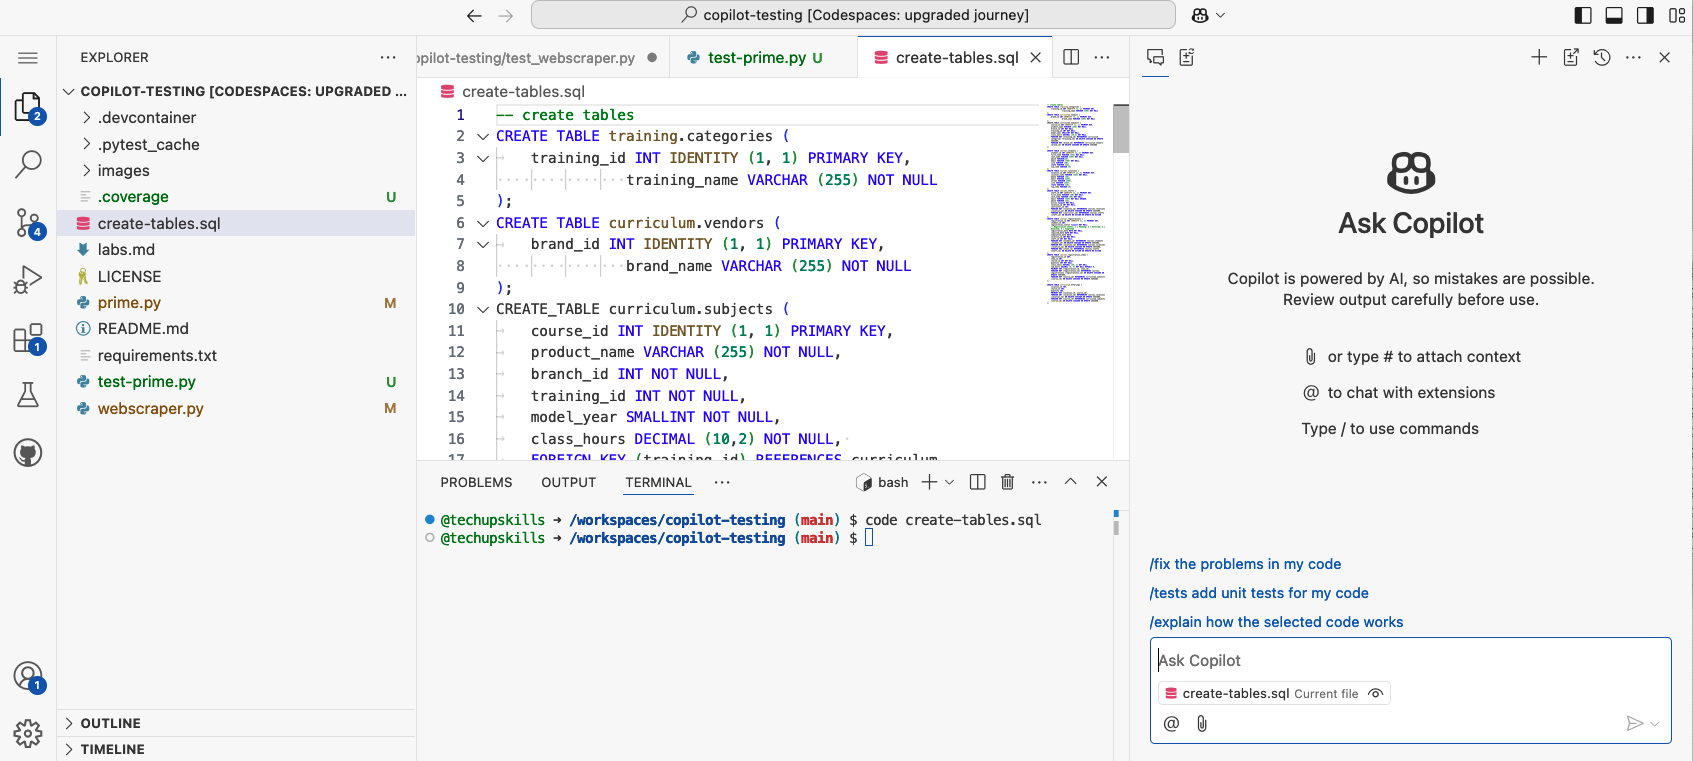 copilot-testing [Codespaces: upgraded journey]
EXPLORER
COPILOT-TESTING [CODESPACES: UPGRADED ...
.devcontainer
.pytest_cache
images
.coverage U
create-tables.sql
labs.md
LICENSE
prime.py M
README.md
requirements.txt
test-prime.py U
webscraper.py M
OUTLINE
TIMELINE
2
4
1
1
opilot-testing/test_webscraper.py
test-prime.py U
create-tables.sql
create-tables.sql
1 -- create tables
2 CREATE TABLE training.categories (
3 training_id INT IDENTITY (1, 1) PRIMARY KEY,
4 training_name VARCHAR (255) NOT NULL
5 );
6 CREATE TABLE curriculum.vendors (
7 brand_id INT IDENTITY (1, 1) PRIMARY KEY,
8 brand_name VARCHAR (255) NOT NULL
9 );
10 CREATE_TABLE curriculum.subjects (
11 course_id INT IDENTITY (1, 1) PRIMARY KEY,
12 product_name VARCHAR (255) NOT NULL,
13 branch_id INT NOT NULL,
14 training_id INT NOT NULL,
15 model_year SMALLINT NOT NULL,
16 class_hours DECIMAL (10,2) NOT NULL,
17 FOREIGN KEY (training_id) REFERENCES curriculum
PROBLEMS OUTPUT TERMINAL ... bash
@techupskills ➜ /workspaces/copilot-testing (main) $ code create-tables.sql
@techupskills ➜ /workspaces/copilot-testing (main) $
Ask Copilot
Copilot is powered by AI, so mistakes are possible.
Review output carefully before use.
or type # to attach context
@ to chat with extensions
Type / to use commands
/fix the problems in my code
/tests add unit tests for my code
/explain how the selected code works
Ask Copilot
create-tables.sql Current file
@